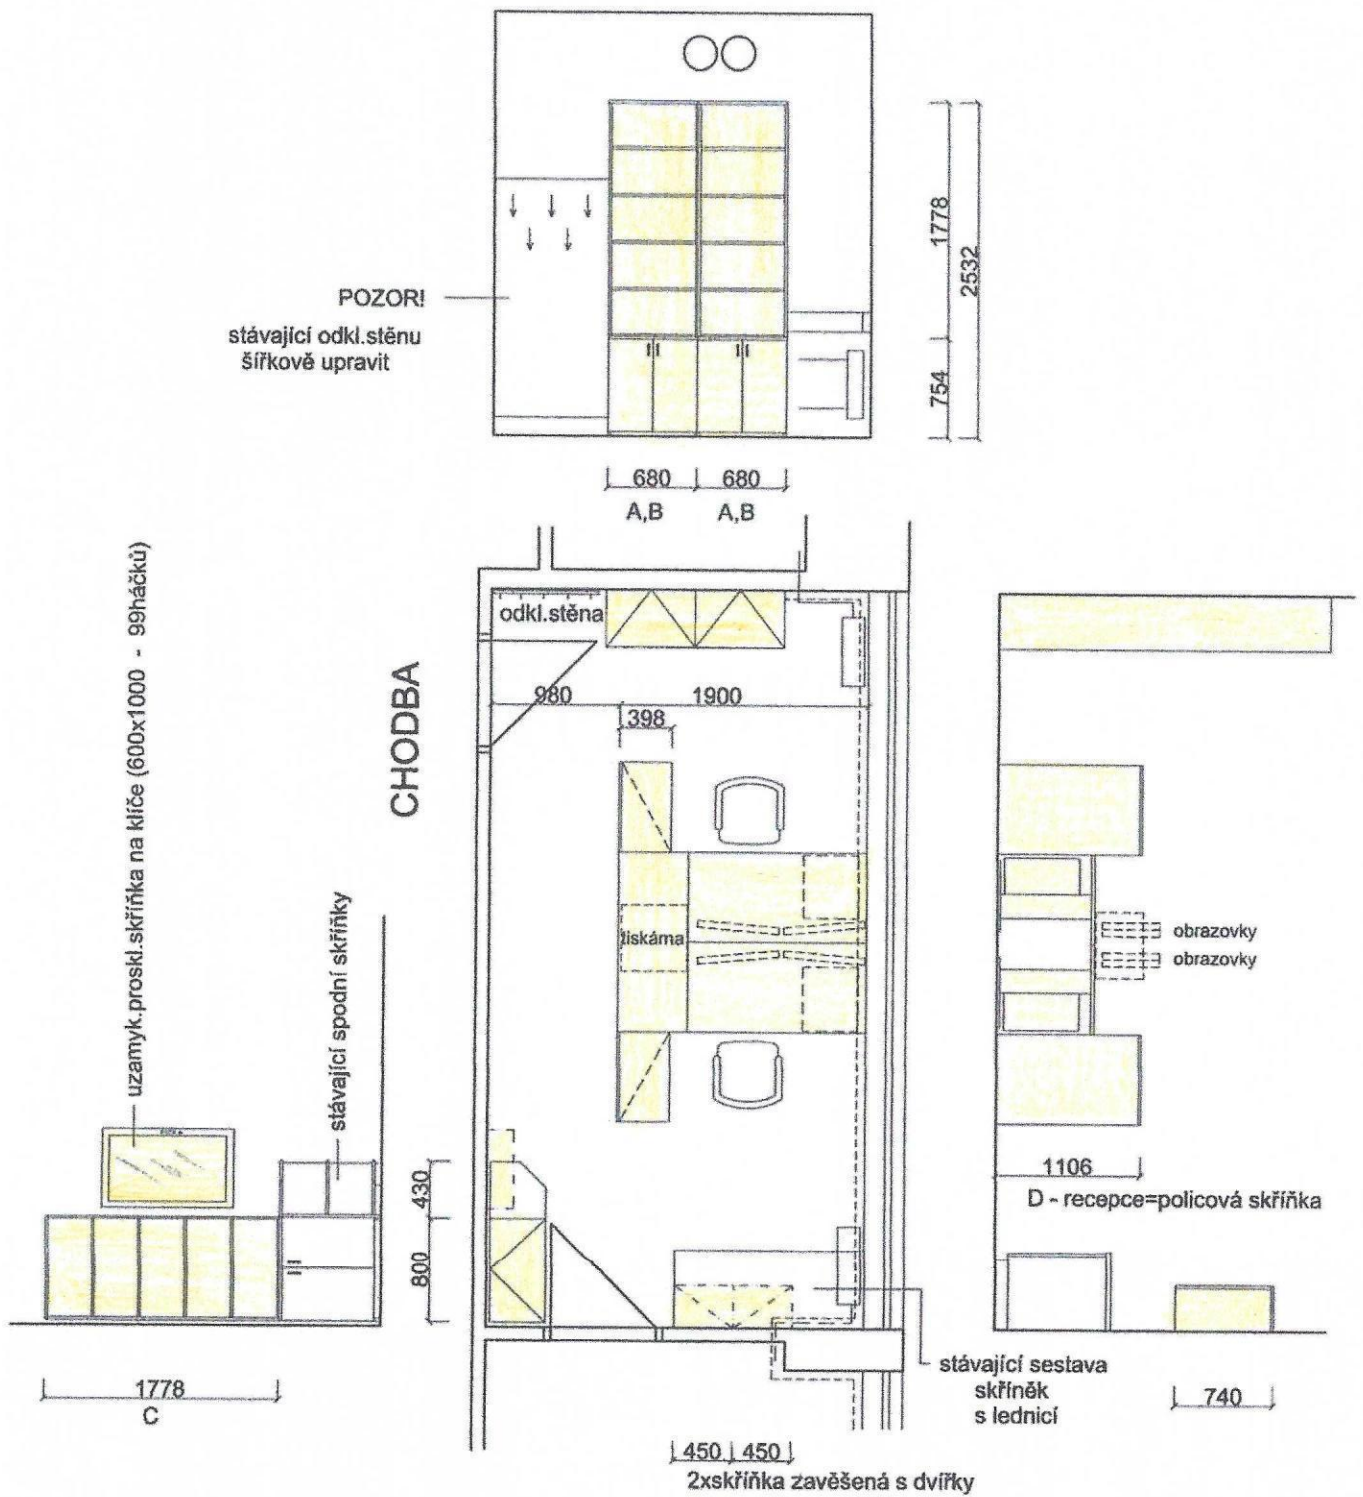 1778
2532
754
POZOR!
stávající odkl.stěnu
šířkově upravit
680
680
A,B
A,B
odkl.stěna
CHODBA
980
1900
398
uzamyk.proskl.skříňka na klíče (600x1000 - 99háčků)
stávající spodní skříňky
tiskárna
obrazovky
obrazovky
1106
D - recepce=policová skříňka
430
800
1778
C
stávající sestava
skříněk
s lednicí
740
450
450
2xskříňka zavěšená s dvířky